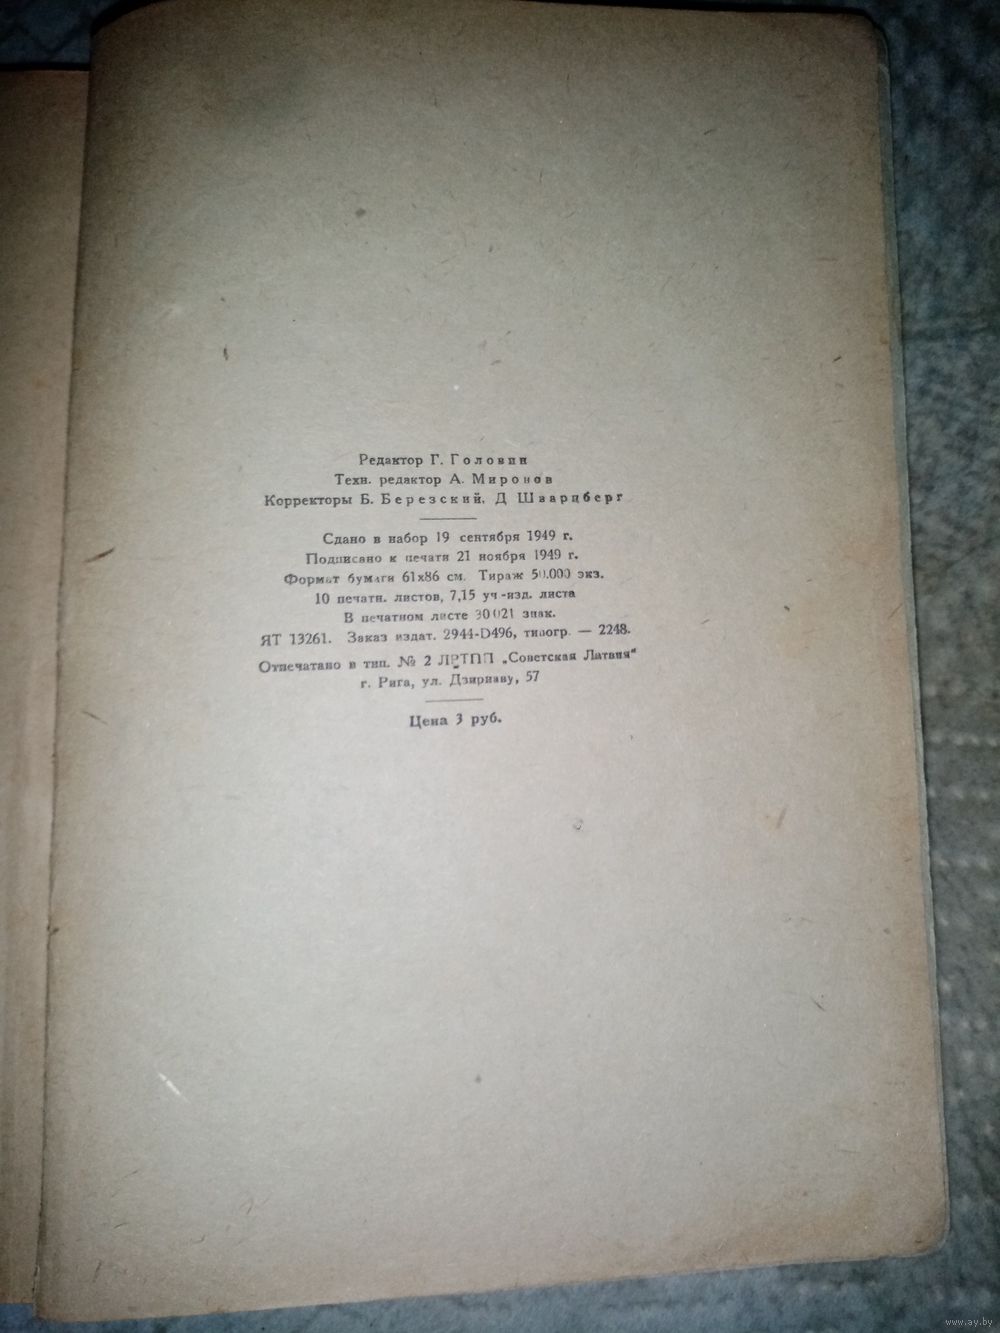 Редактор Г. Головин
Техн. редактор А. Миронов
Корректоры Б. Березский, Д Шварцберг
Сдано в набор 19 сентября 1949 г.
Подписано к печати 21 ноября 1949 г.
Формат бумаги 61х86 см. Тираж 50.000 экз.
10 печатн. листов, 7,15 уч-изд. листа
В печатном листе 30021 знак.
ЯТ 13261. Заказ издат. 2944-D496, типогр. — 2248.
Отпечатано в тип. № 2 ЛРТПП „Советская Латвия"
г. Рига, ул. Дзирнаву, 57
Цена 3 руб.
www.ay.by